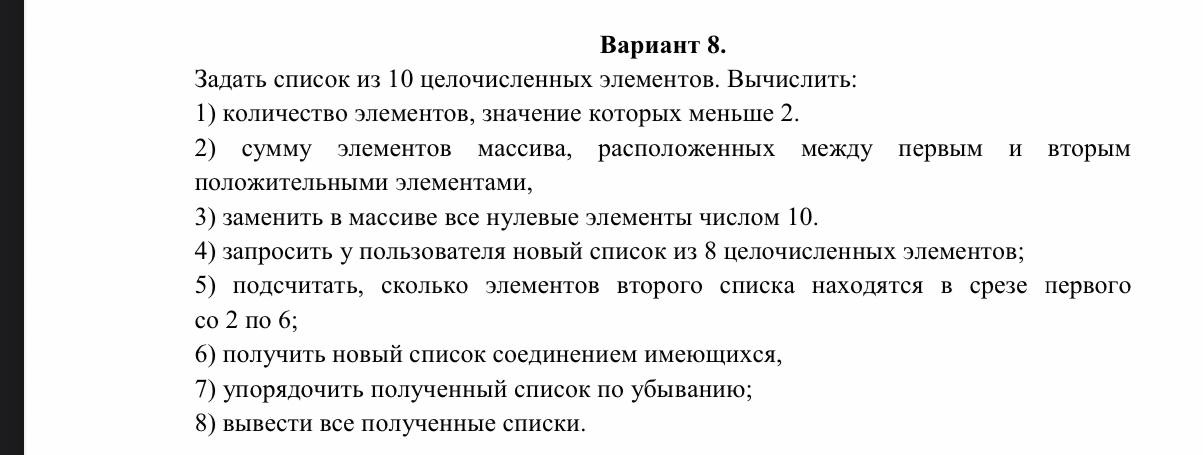 Вариант 8.
Задать список из 10 целочисленных элементов. Вычислить:
1) количество элементов, значение которых меньше 2.
2) сумму элементов массива, расположенных между первым и вторым
положительными элементами,
3) заменить в массиве все нулевые элементы числом 10.
4) запросить у пользователя новый список из 8 целочисленных элементов;
5) подсчитать, сколько элементов второго списка находятся в срезе первого
со 2 по 6;
6) получить новый список соединением имеющихся,
7) упорядочить полученный список по убыванию;
8) вывести все полученные списки.